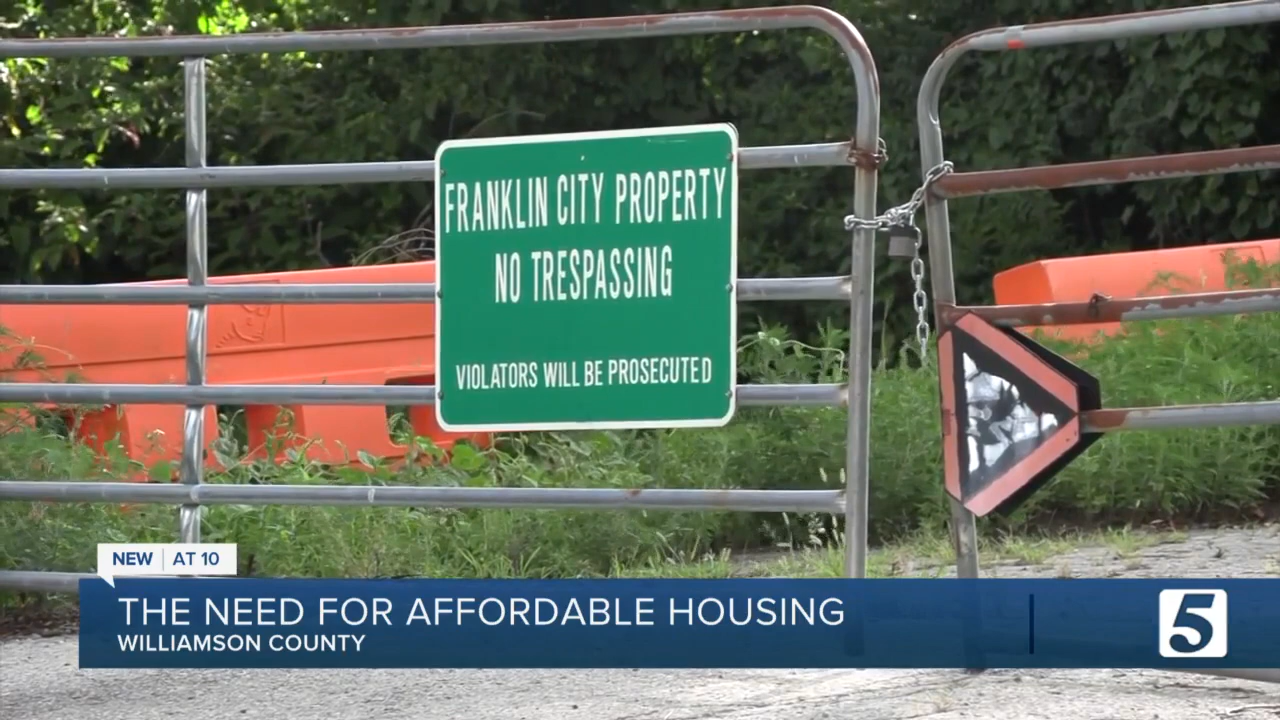 FRANKLIN CITY PROPERTY
NO TRESPASSING
VIOLATORS WILL BE PROSECUTED
NEW AT 10
THE NEED FOR AFFORDABLE HOUSING
WILLIAMSON COUNTY
5